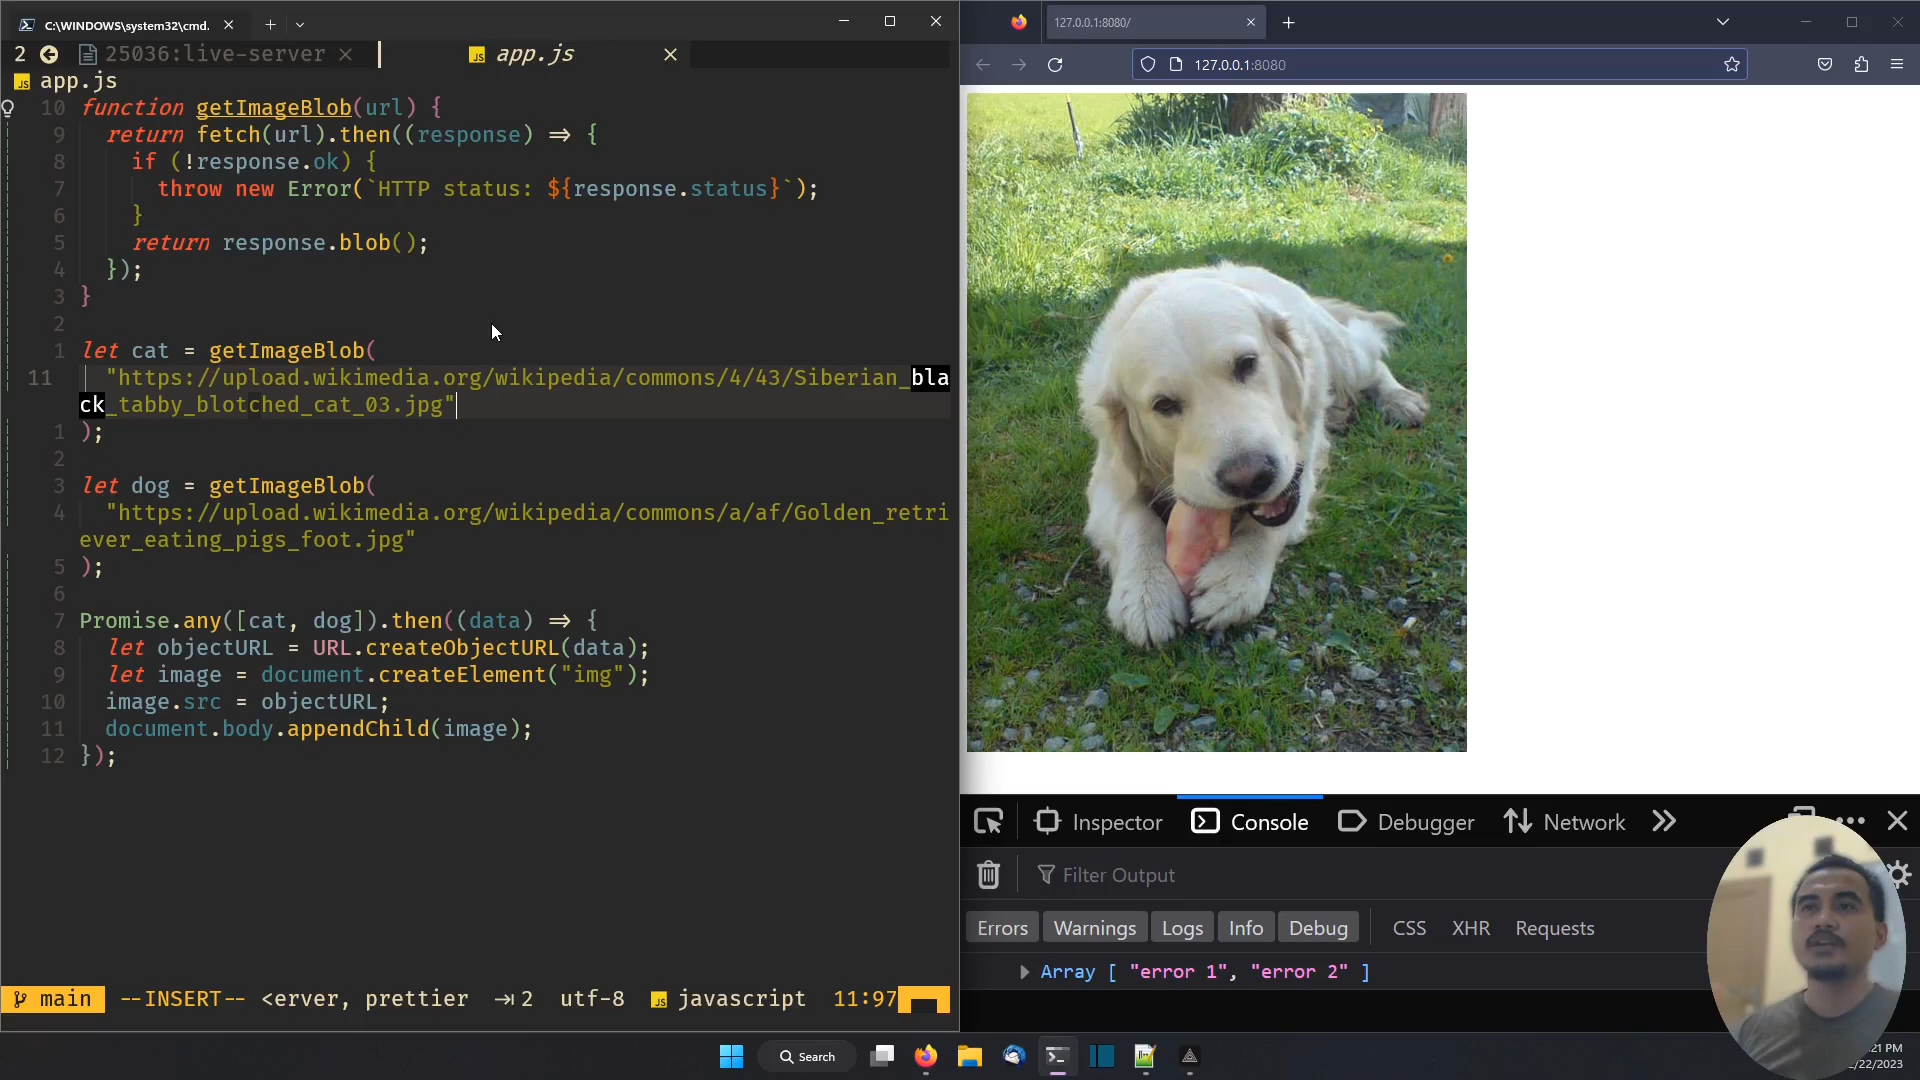 C:\WINDOWS\system32\cmd.
2 25036:live-server app.js
app.js
10 function getImageBlob(url) {
9 return fetch(url).then((response) ⇒ {
8 if (!response.ok) {
7 throw new Error(`HTTP status: ${response.status}`);
6 }
5 return response.blob();
4 });
3 }
2
1 let cat = getImageBlob(
11 "https://upload.wikimedia.org/wikipedia/commons/4/43/Siberian_bla
ck_tabby_blotched_cat_03.jpg"
1 );
2
3 let dog = getImageBlob(
4 "https://upload.wikimedia.org/wikipedia/commons/a/af/Golden_retri
ever_eating_pigs_foot.jpg"
5 );
6
7 Promise.any([cat, dog]).then((data) ⇒ {
8 let objectURL = URL.createObjectURL(data);
9 let image = document.createElement("img");
10 image.src = objectURL;
11 document.body.appendChild(image);
12 });
main --INSERT-- <erver, prettier ⇥2 utf-8 javascript 11:97
127.0.0.1:8080/
127.0.0.1:8080
Inspector Console Debugger Network
Filter Output
Errors Warnings Logs Info Debug CSS XHR Requests
Array [ "error 1", "error 2" ]
Search
:21 PM
/22/2023